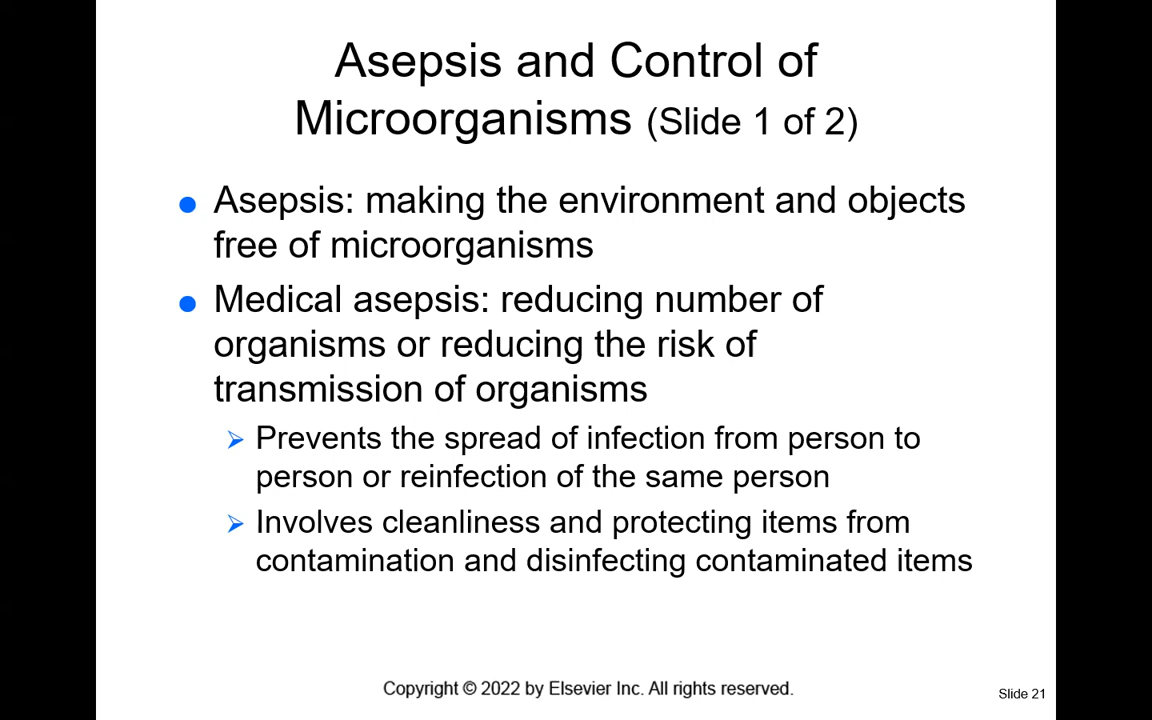 Asepsis and Control of
Microorganisms (Slide 1 of 2)
● Asepsis: making the environment and objects
free of microorganisms
● Medical asepsis: reducing number of
organisms or reducing the risk of
transmission of organisms
➢ Prevents the spread of infection from person to
person or reinfection of the same person
➢ Involves cleanliness and protecting items from
contamination and disinfecting contaminated items
Copyright © 2022 by Elsevier Inc. All rights reserved.
Slide 21